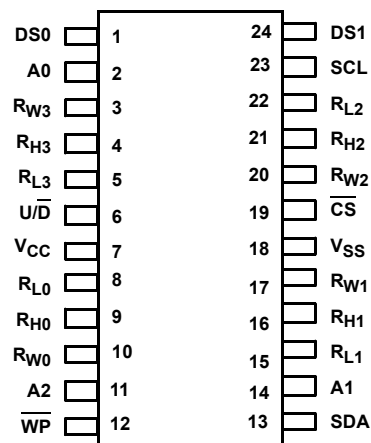 DS0 1 24 DS1
A0 2 23 SCL
RW3 3 22 RL2
RH3 4 21 RH2
RL3 5 20 RW2
U/D̅ 6 19 C̅S̅
VCC 7 18 VSS
RL0 8 17 RW1
RH0 9 16 RH1
RW0 10 15 RL1
A2 11 14 A1
W̅P̅ 12 13 SDA